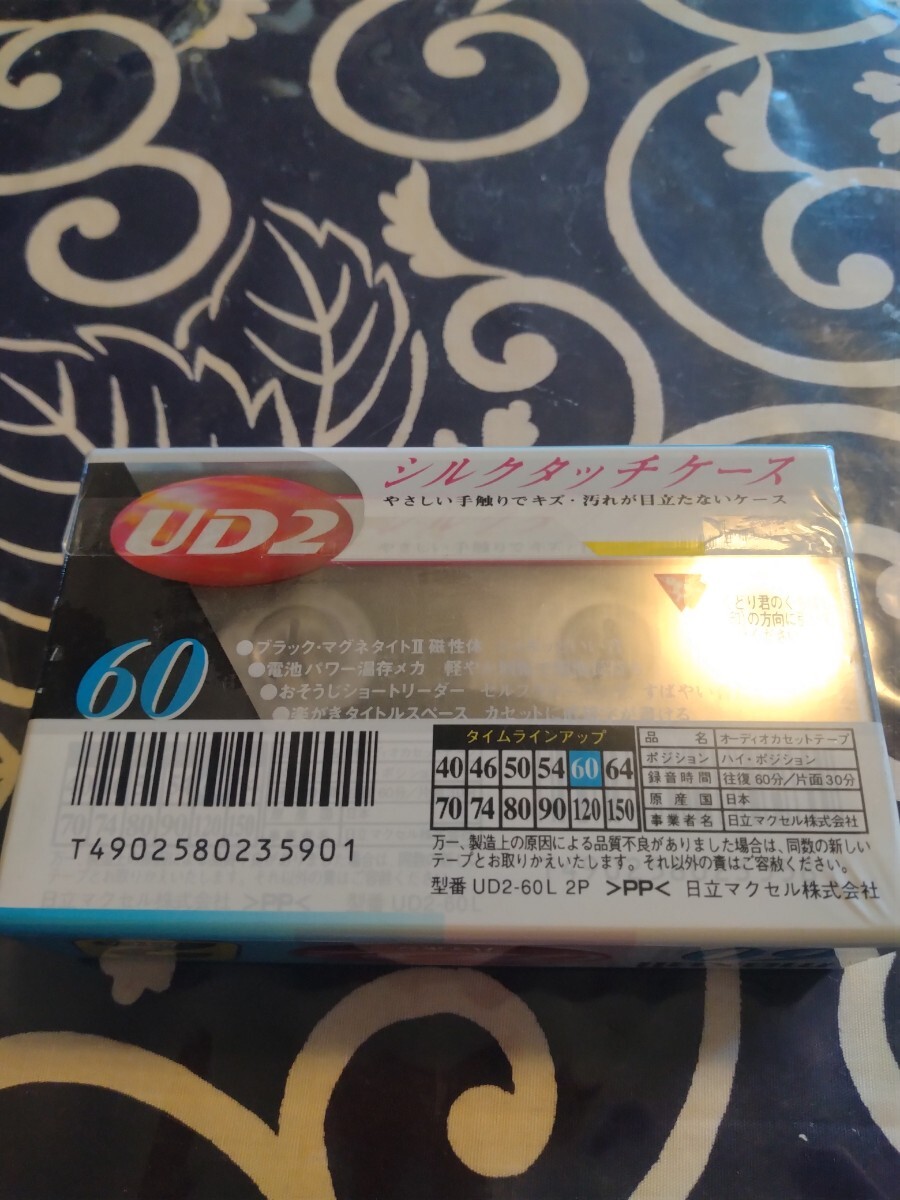 シルクタッチケース
やさしい手触りでキズ・汚れが目立たないケース
UD2
60
●ブラック・マグネタイトⅡ磁性体
●電池パワー温存メカ
●おそうじショートリーダー
●楽がきタイトルスペース
タイムラインアップ
40 46 50 54 60 64
70 74 80 90 120 150
品名 オーディオカセットテープ
ポジション ハイ・ポジション
録音時間 往復60分/片面30分
原産国 日本
事業者名 日立マクセル株式会社
T4902580235901
万一、製造上の原因による品質不良がありました場合は、同数の新しい
テープとお取りかえいたします。それ以外の責はご容赦ください。
型番 UD2-60L 2P >PP< 日立マクセル株式会社